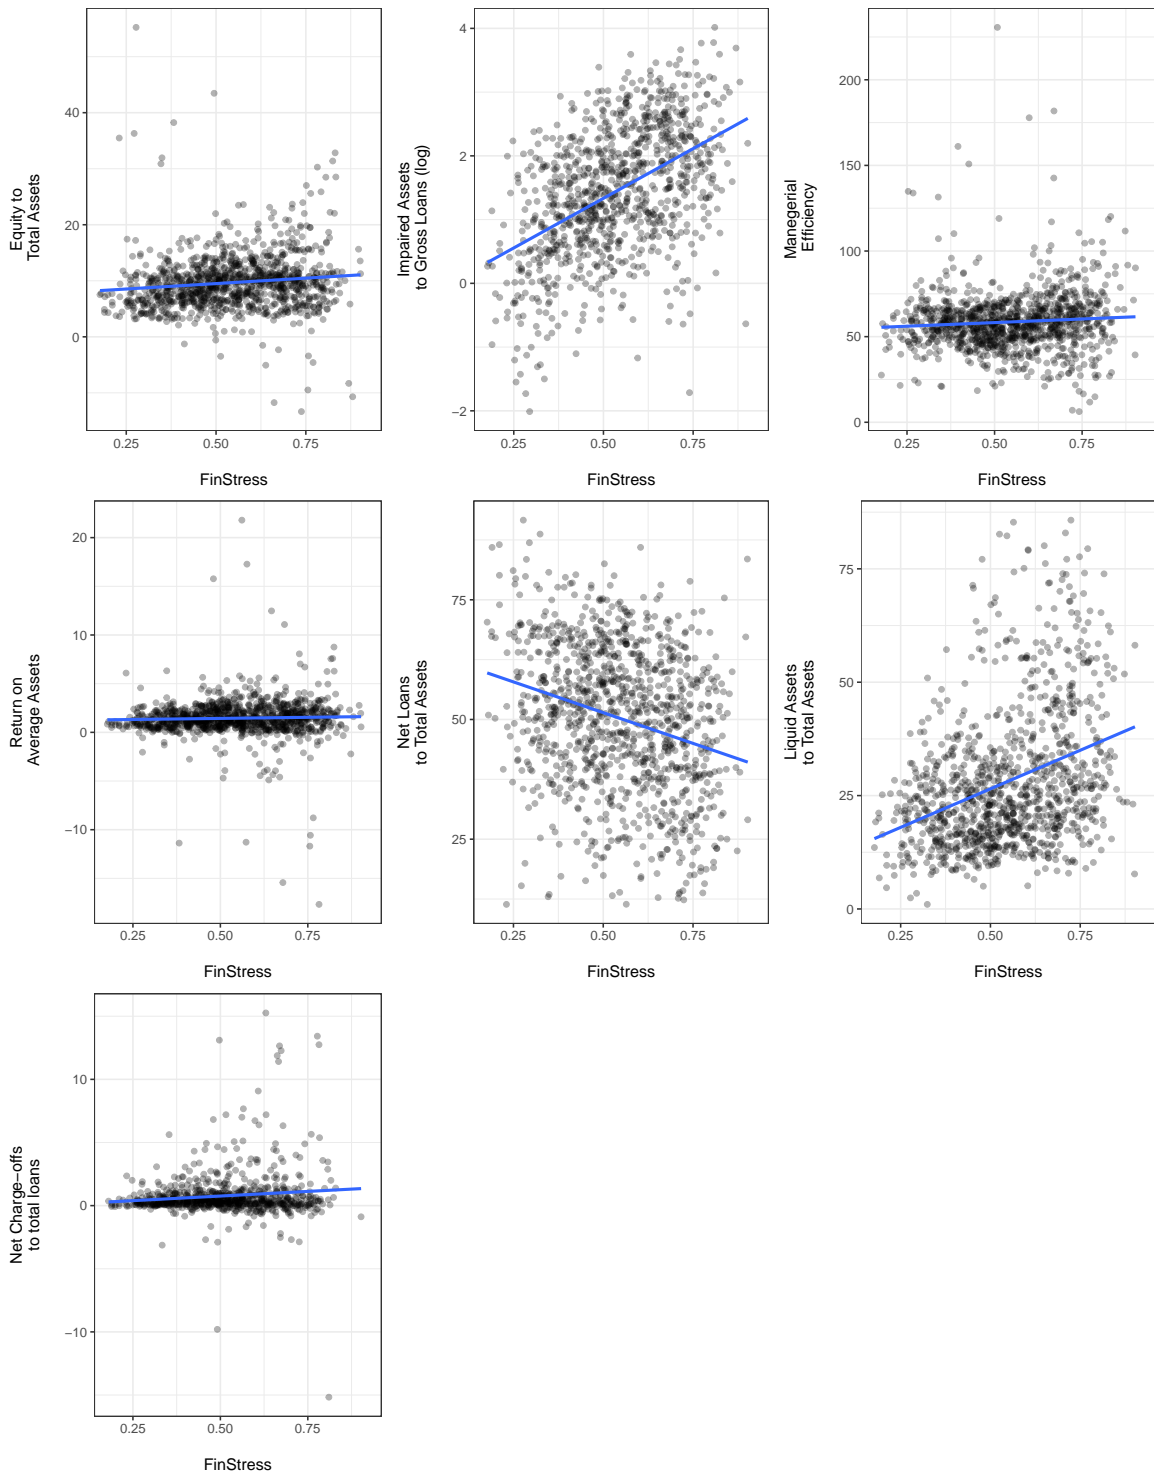 Equity to
Total Assets
40
20
0
0.25 0.50 0.75
FinStress
Impaired Assets
to Gross Loans (log)
4
2
0
−2
0.25 0.50 0.75
FinStress
Manegerial
Efficiency
200
150
100
50
0
0.25 0.50 0.75
FinStress
Return on
Average Assets
20
10
0
−10
0.25 0.50 0.75
FinStress
Net Loans
to Total Assets
75
50
25
0.25 0.50 0.75
FinStress
Liquid Assets
to Total Assets
75
50
25
0
0.25 0.50 0.75
FinStress
Net Charge−offs
to total loans
10
0
−10
0.25 0.50 0.75
FinStress